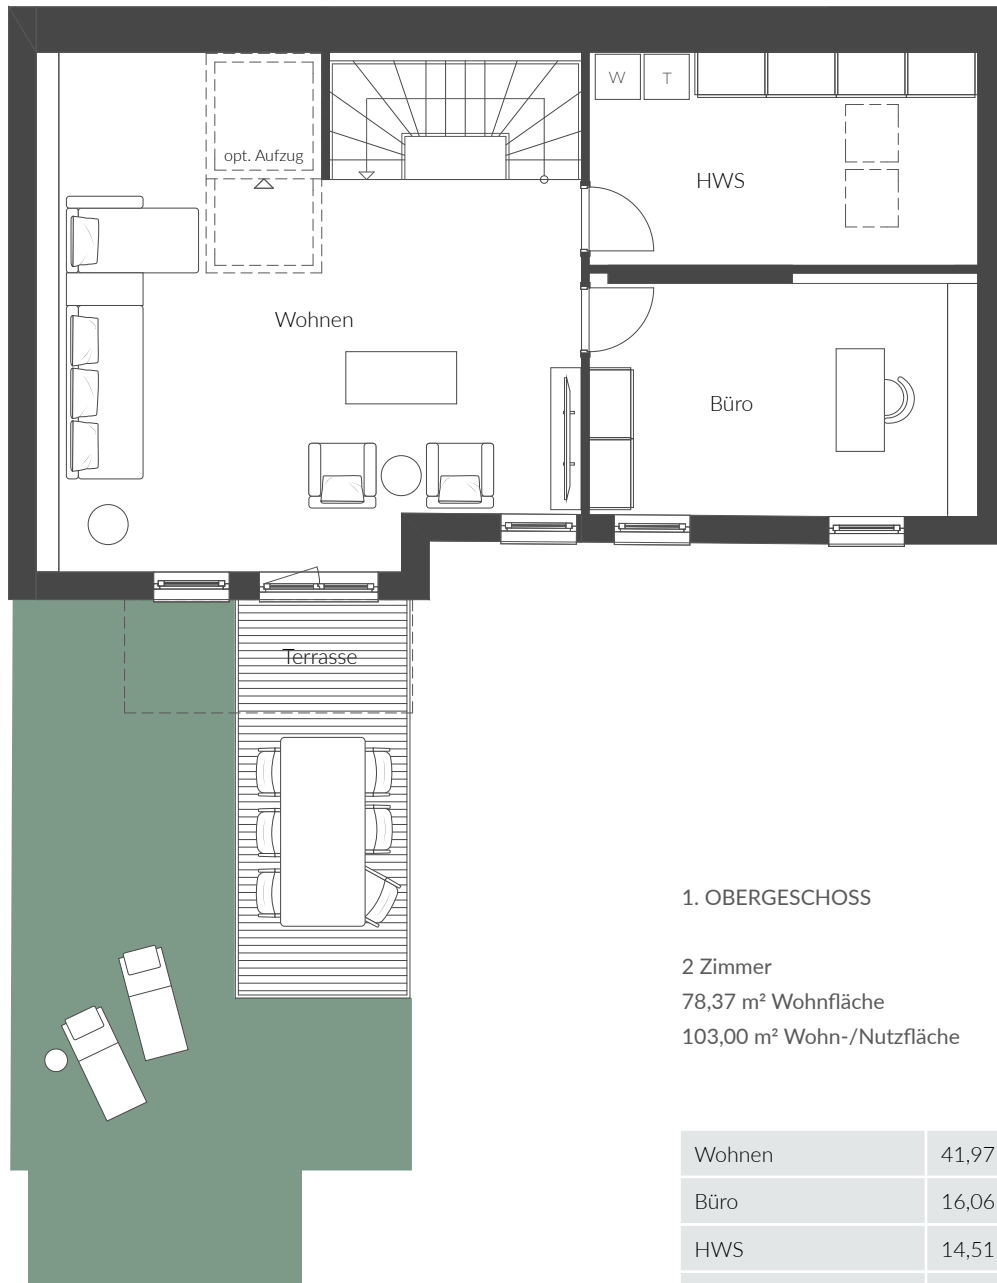 W
T
opt. Aufzug
HWS
Wohnen
Büro
Terrasse
1. OBERGESCHOSS
2 Zimmer
78,37 m² Wohnfläche
103,00 m² Wohn-/Nutzfläche
Wohnen 41,97
Büro 16,06
HWS 14,51